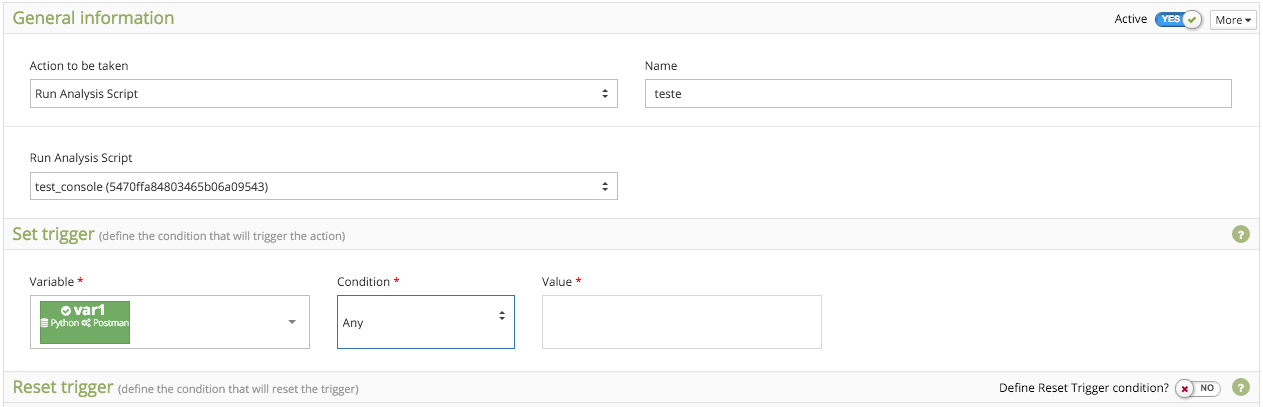 General information
Active YES More
Action to be taken Name
Run Analysis Script teste
Run Analysis Script
test_console (5470ffa84803465b06a09543)
Set trigger (define the condition that will trigger the action) ?
Variable * Condition * Value *
var1
Python Postman
Any
Reset trigger (define the condition that will reset the trigger) Define Reset Trigger condition? NO ?